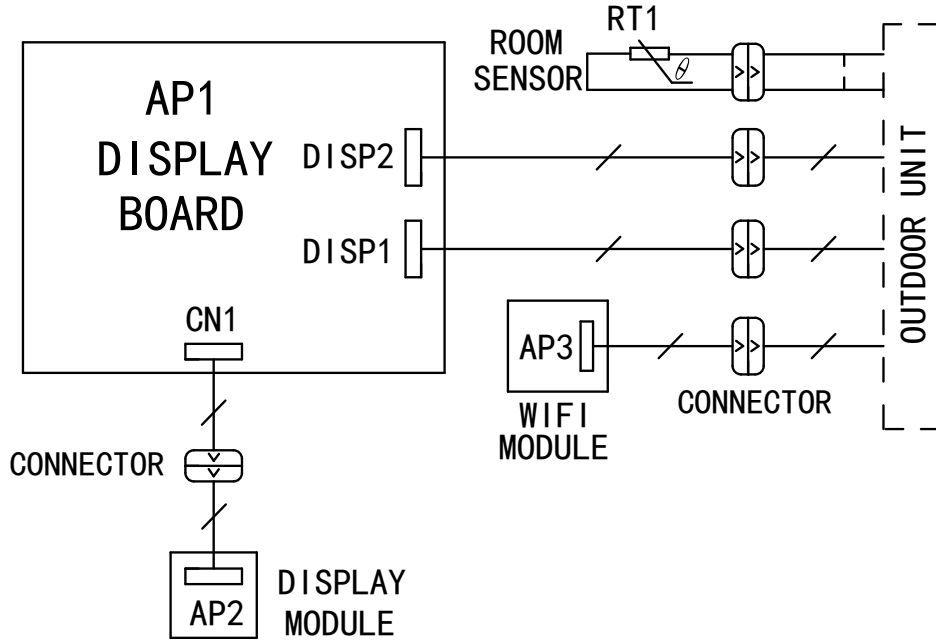 RT1
ROOM
SENSOR
θ
AP1
DISPLAY
BOARD
DISP2
DISP1
CN1
OUTDOOR UNIT
AP3
WIFI
MODULE
CONNECTOR
CONNECTOR
AP2
DISPLAY
MODULE